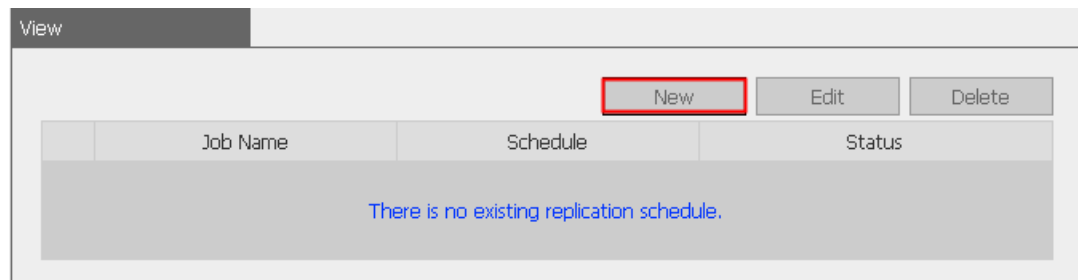 View
New Edit Delete
Job Name Schedule Status
There is no existing replication schedule.